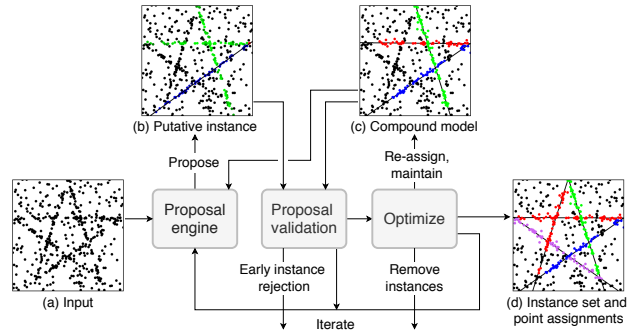 (b) Putative instance
(c) Compound model
Propose
Re-assign,
maintain
Proposal
engine
Proposal
validation
Optimize
(a) Input
Early instance
rejection
Remove
instances
(d) Instance set and
point assignments
Iterate